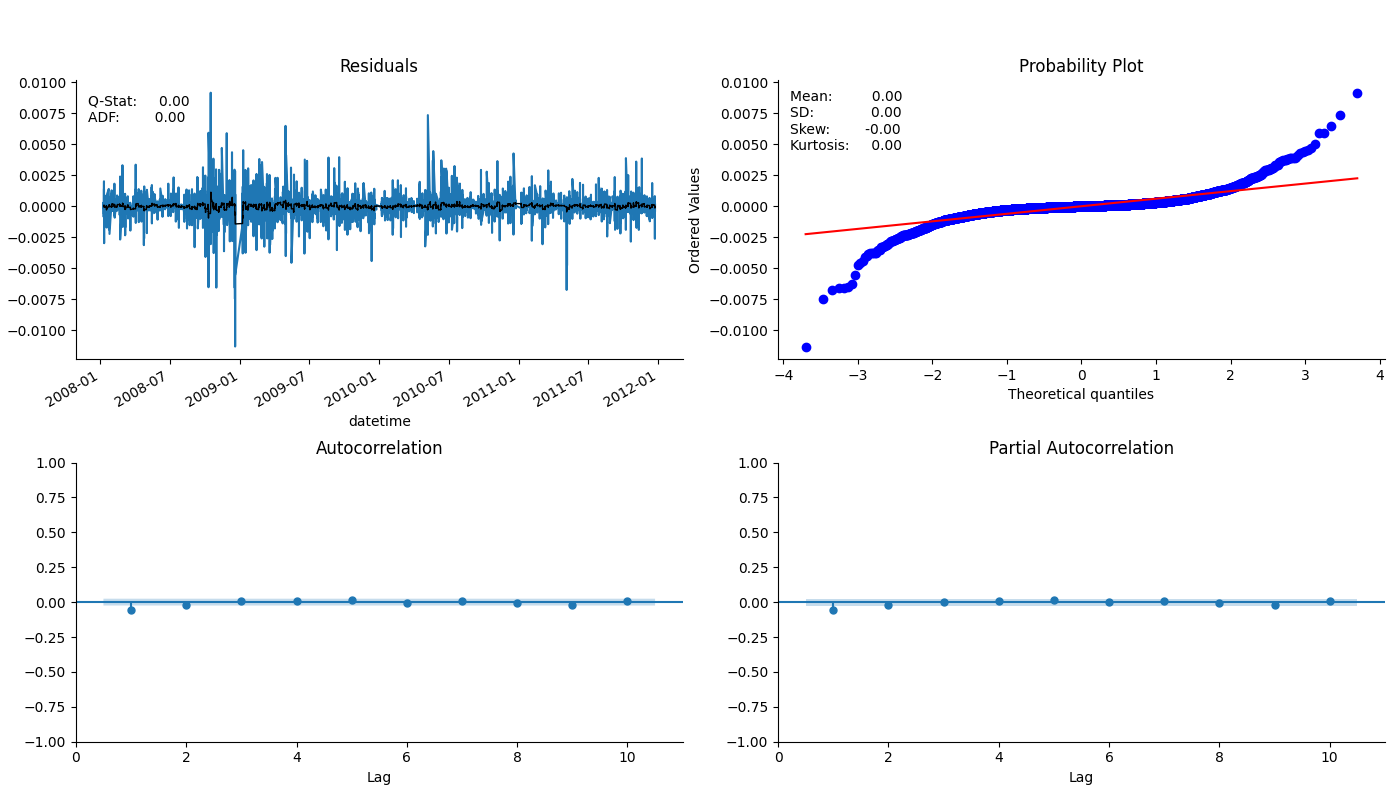 Residuals
Q-Stat: 0.00
ADF: 0.00
0.0100
0.0075
0.0050
0.0025
0.0000
−0.0025
−0.0050
−0.0075
−0.0100
2008-01
2008-07
2009-01
2009-07
2010-01
2010-07
2011-01
2011-07
2012-01
datetime
Probability Plot
Mean: 0.00
SD: 0.00
Skew: -0.00
Kurtosis: 0.00
Ordered Values
0.0100
0.0075
0.0050
0.0025
0.0000
−0.0025
−0.0050
−0.0075
−0.0100
−4 −3 −2 −1 0 1 2 3 4
Theoretical quantiles
Autocorrelation
1.00
0.75
0.50
0.25
0.00
−0.25
−0.50
−0.75
−1.00
0 2 4 6 8 10
Lag
Partial Autocorrelation
1.00
0.75
0.50
0.25
0.00
−0.25
−0.50
−0.75
−1.00
0 2 4 6 8 10
Lag